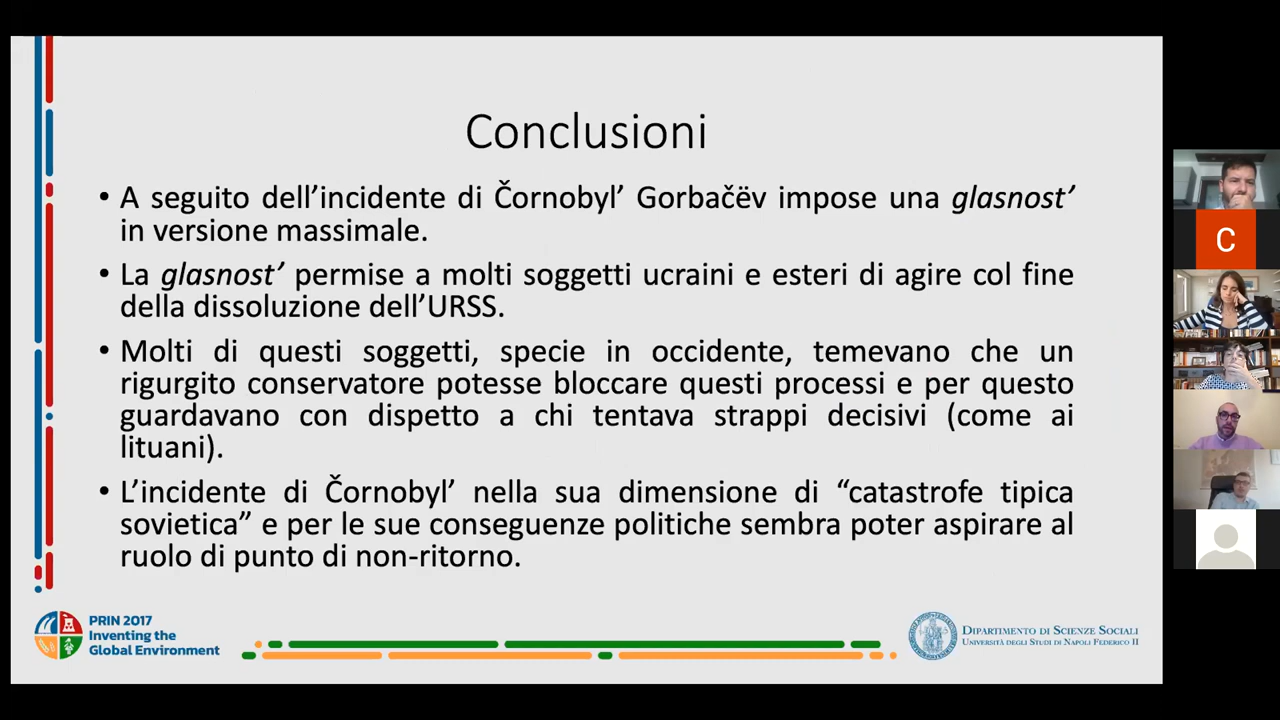 Conclusioni
• A seguito dell’incidente di Čornobyl’ Gorbačëv impose una glasnost’
in versione massimale.
• La glasnost’ permise a molti soggetti ucraini e esteri di agire col fine
della dissoluzione dell’URSS.
• Molti di questi soggetti, specie in occidente, temevano che un
rigurgito conservatore potesse bloccare questi processi e per questo
guardavano con dispetto a chi tentava strappi decisivi (come ai
lituani).
• L’incidente di Čornobyl’ nella sua dimensione di “catastrofe tipica
sovietica” e per le sue conseguenze politiche sembra poter aspirare al
ruolo di punto di non-ritorno.
PRIN 2017
Inventing the
Global Environment
Dipartimento di Scienze Sociali
Università degli Studi di Napoli Federico II
C